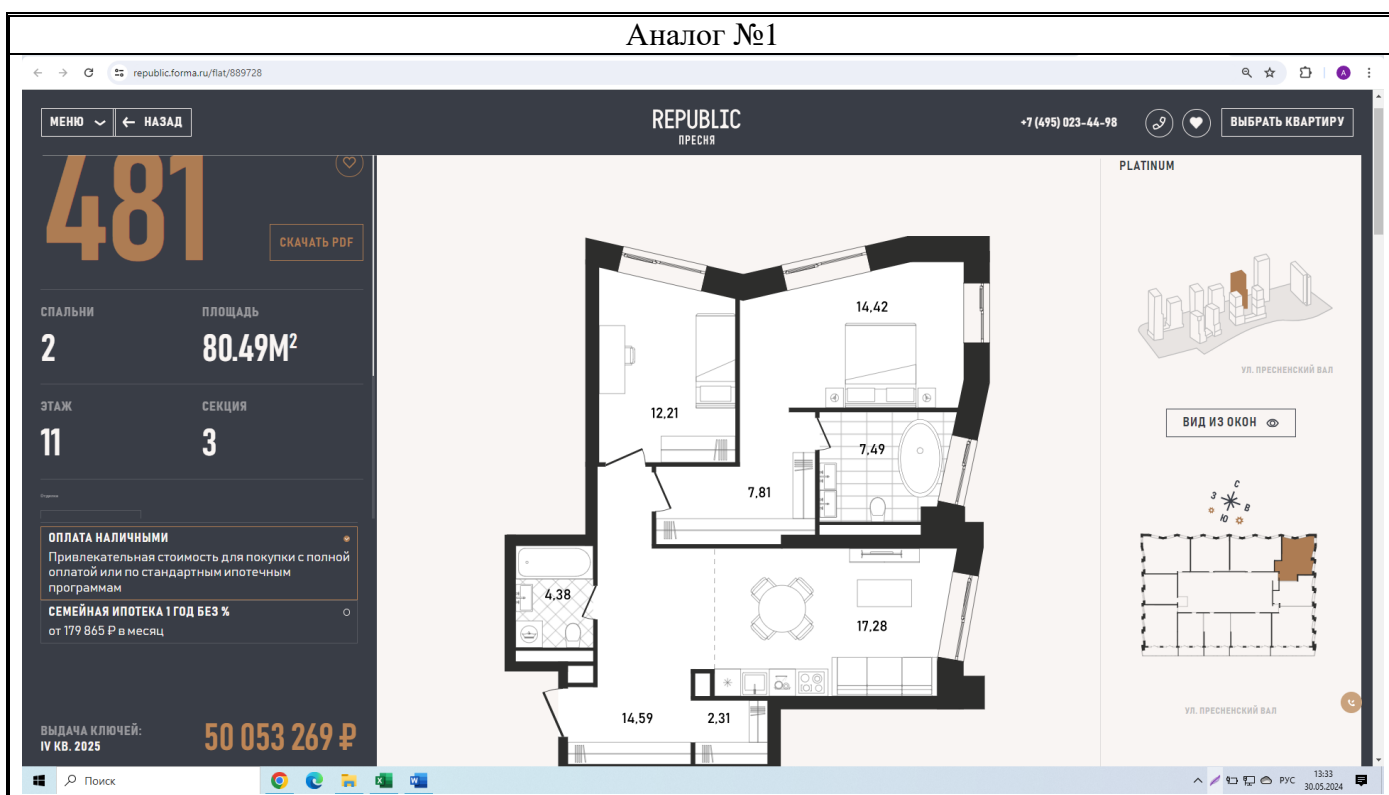 Аналог №1
republic.forma.ru/flat/889728
МЕНЮ
НАЗАД
REPUBLIC
ПРЕСНЯ
+7 (495) 023-44-98
ВЫБРАТЬ КВАРТИРУ
481
СКАЧАТЬ PDF
СПАЛЬНИ
ПЛОЩАДЬ
2
80.49М²
ЭТАЖ
СЕКЦИЯ
11
3
ОПЛАТА НАЛИЧНЫМИ
Привлекательная стоимость для покупки с полной
оплатой или по стандартным ипотечным
программам
СЕМЕЙНАЯ ИПОТЕКА 1 ГОД БЕЗ %
от 179 865 ₽ в месяц
ВЫДАЧА КЛЮЧЕЙ:
IV КВ. 2025
50 053 269 ₽
14,42
12,21
7,49
7,81
4,38
17,28
14,59
2,31
PLATINUM
УЛ. ПРЕСНЕНСКИЙ ВАЛ
ВИД ИЗ ОКОН
С
З
В
Ю
УЛ. ПРЕСНЕНСКИЙ ВАЛ
Поиск
РУС
13:33
30.05.2024